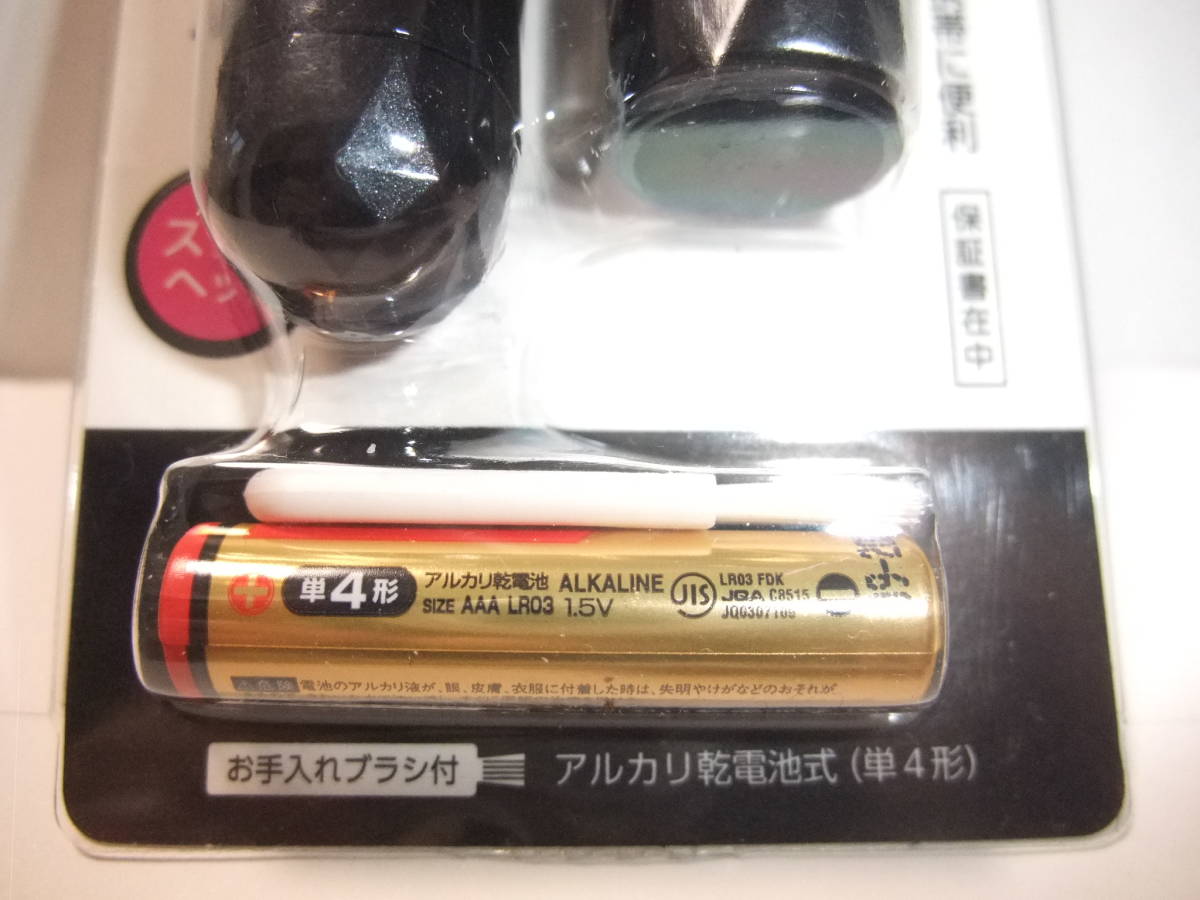 に便利
保証書在中
ス
ヘッ
単4形
アルカリ乾電池 ALKALINE
SIZE AAA LR03 1.5V
JIS
LR03 FDK
JQA C8515
電池のアルカリ液が、眼、皮膚、衣服に付着した時は、失明やけがなどのおそれが
お手入れブラシ付
アルカリ乾電池式(単4形)